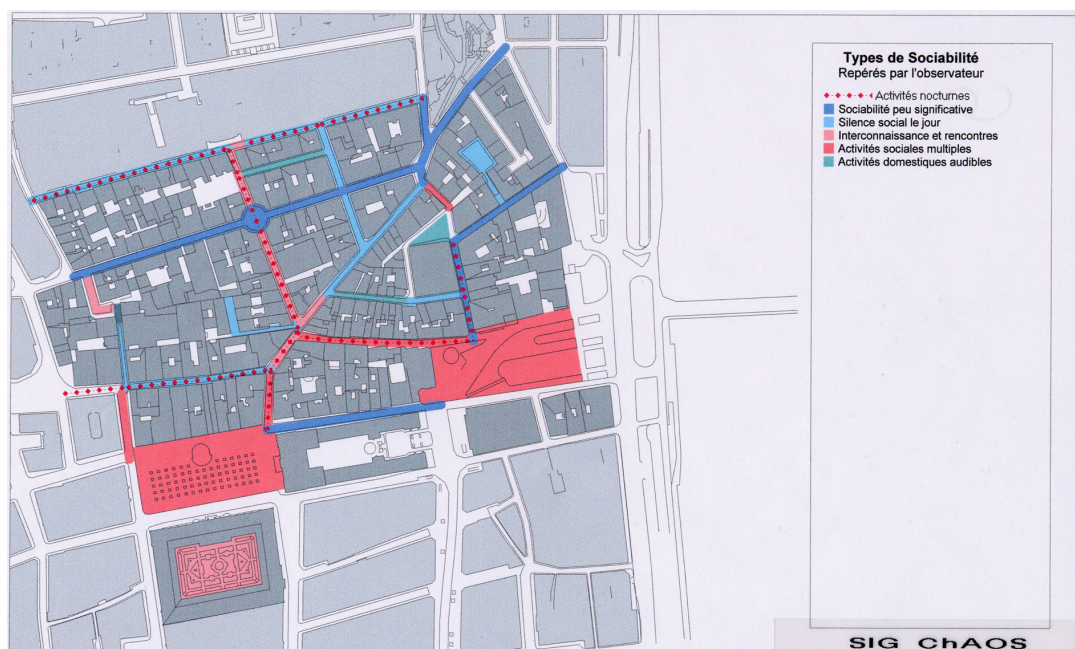 Types de Sociabilité
Repérés par l'observateur
Activités nocturnes
Sociabilité peu significative
Silence social le jour
Interconnaissance et rencontres
Activités sociales multiples
Activités domestiques audibles
SIG ChAOS